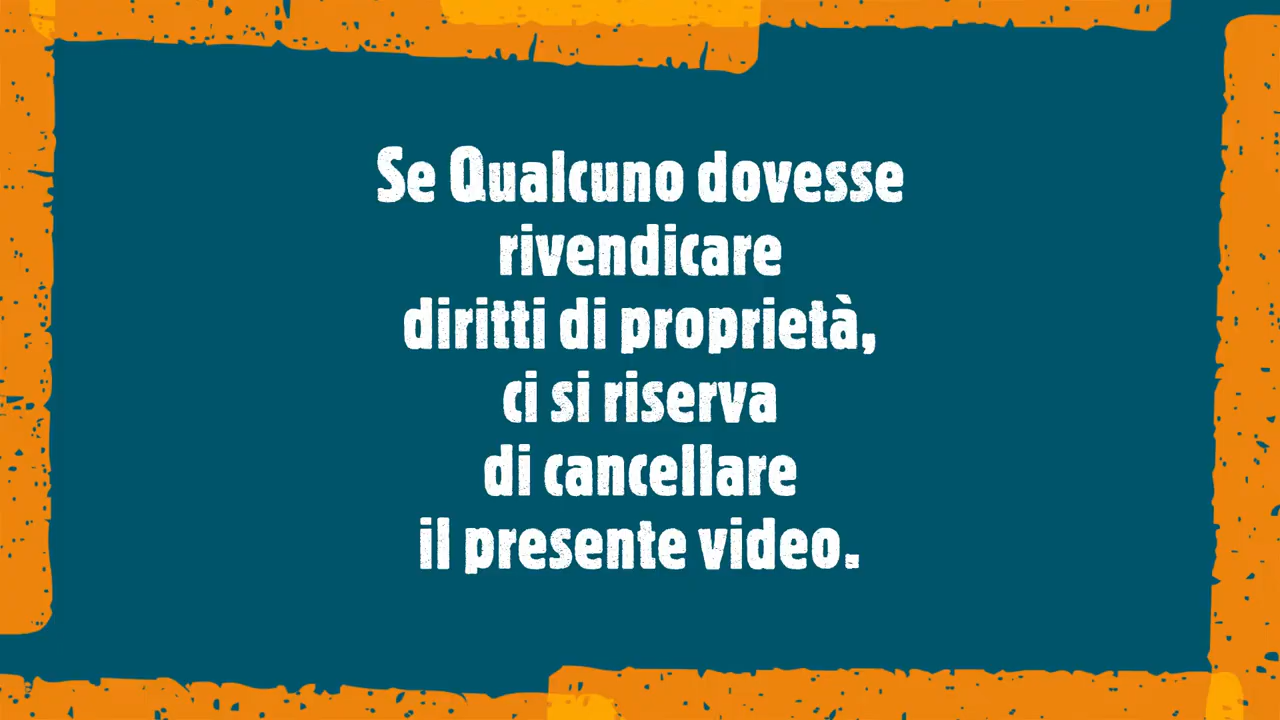 Se Qualcuno dovesse
rivendicare
diritti di proprietà,
ci si riserva
di cancellare
il presente video.